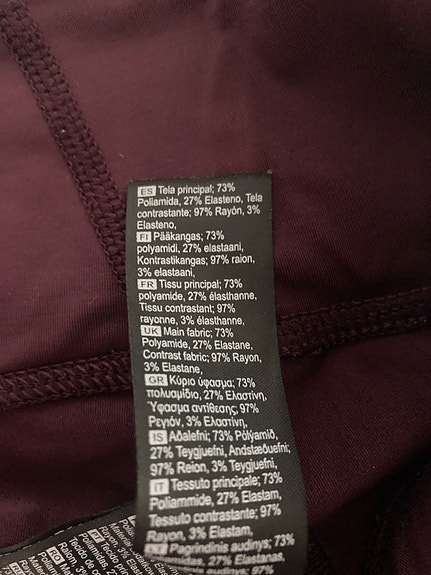 ES Tela principal; 73%
Poliamida, 27% Elasteno, Tela
contrastante; 97% Rayón, 3%
Elasteno,
FI Pääkangas; 73%
polyamidi, 27% elastaani,
Kontrastikangas; 97% raion,
3% elastaani,
FR Tissu principal; 73%
polyamide, 27% élasthanne,
Tissu contrastant; 97%
rayonne, 3% élasthanne,
UK Main fabric; 73%
Polyamide, 27% Elastane,
Contrast fabric; 97% Rayon,
3% Elastane,
GR Κύριο ύφασμα; 73%
πολυαμίδιο, 27% Ελαστίνη,
Ύφασμα αντίθεσης; 97%
Ρεγιόν, 3% Ελαστίνη,
IS Aðalefni; 73% Pólýamíð,
27% Teygjuefni, Andstæðuefni;
97% Reion, 3% Teygjuefni,
IT Tessuto principale; 73%
Poliammide, 27% Elastam,
Tessuto contrastante; 97%
Rayon, 3% Elastam,
Pagrindinis audinys; 73%
Poliamidas, 27% Elastanas,
audinys; 97%